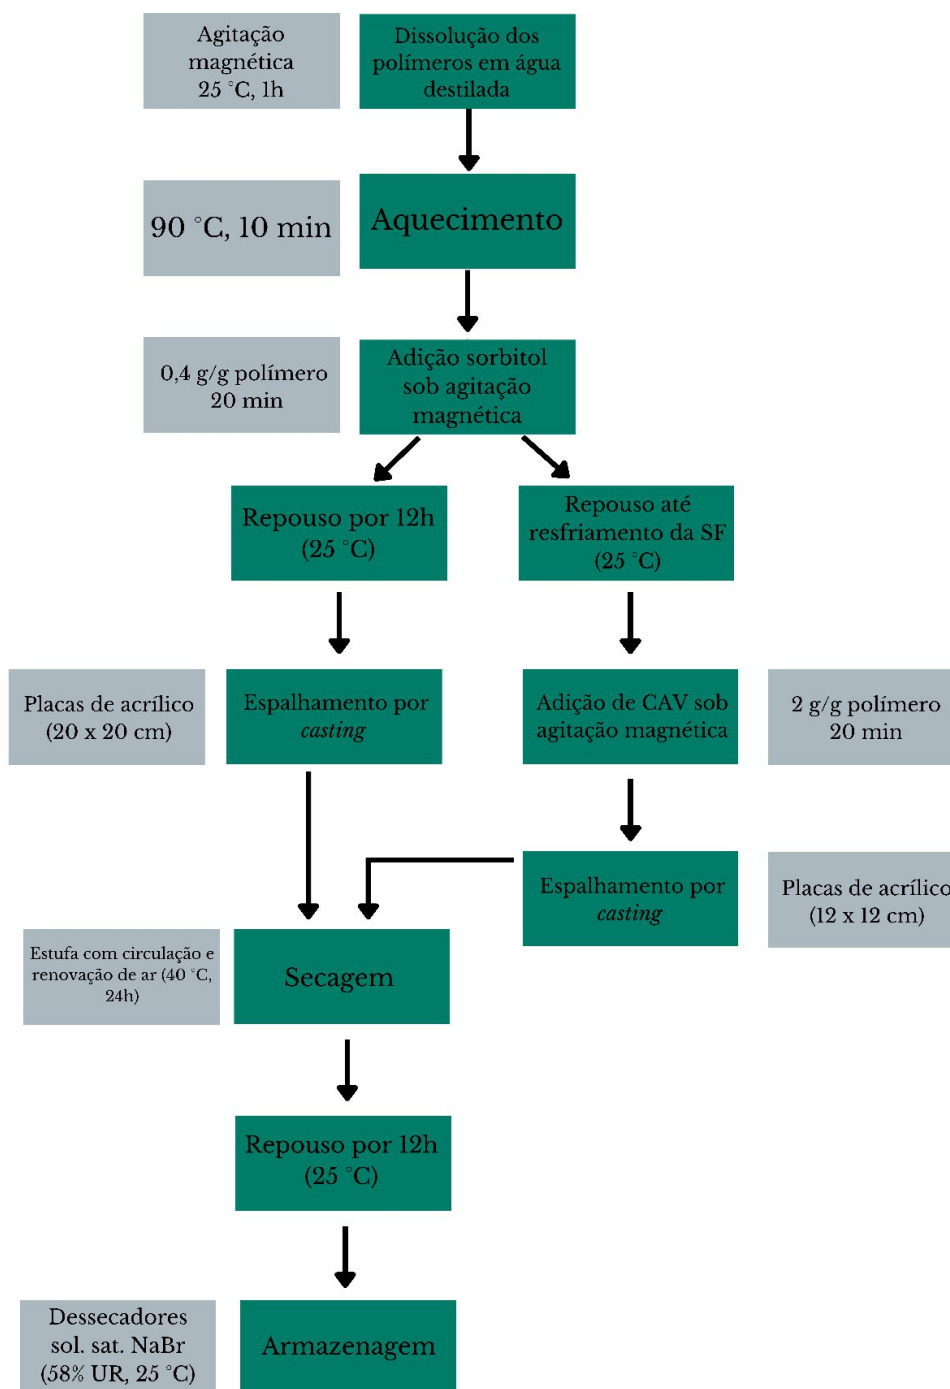 Agitação
magnética
25 °C, 1h
Dissolução dos
polímeros em água
destilada
90 °C, 10 min
Aquecimento
0,4 g/g polímero
20 min
Adição sorbitol
sob agitação
magnética
Repouso por 12h
(25 °C)
Repouso até
resfriamento da SF
(25 °C)
Placas de acrílico
(20 x 20 cm)
Espalhamento por
casting
Adição de CAV sob
agitação magnética
2 g/g polímero
20 min
Espalhamento por
casting
Placas de acrílico
(12 x 12 cm)
Estufa com circulação e
renovação de ar (40 °C,
24h)
Secagem
Repouso por 12h
(25 °C)
Dessecadores
sol. sat. NaBr
(58% UR, 25 °C)
Armazenagem